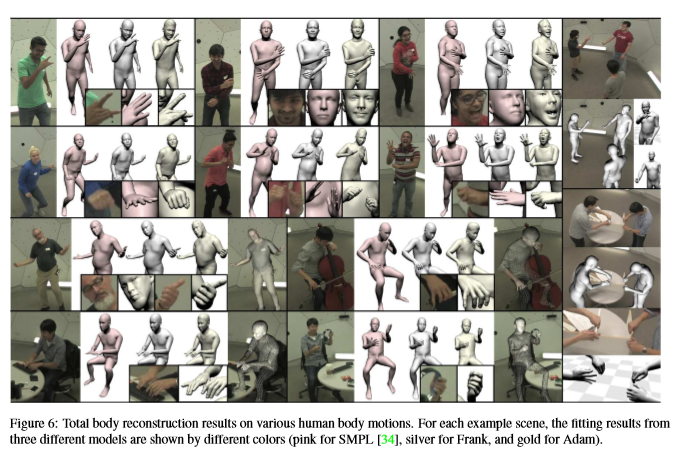 Figure 6: Total body reconstruction results on various human body motions. For each example scene, the fitting results from
three different models are shown by different colors (pink for SMPL [34], silver for Frank, and gold for Adam).